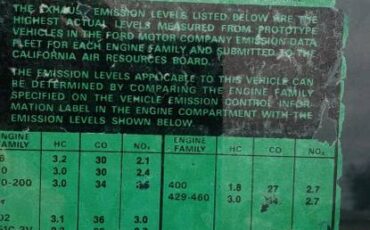 THE EXHAUST EMISSION LEVELS LISTED BELOW ARE THE
HIGHEST ACTUAL LEVELS MEASURED FROM PROTOTYPE
VEHICLES IN THE FORD MOTOR COMPANY EMISSION-DATA
FLEET FOR EACH ENGINE FAMILY AND SUBMITTED TO THE
CALIFORNIA AIR RESOURCES BOARD.
THE EMISSION LEVELS APPLICABLE TO THIS VEHICLE CAN
BE DETERMINED BY COMPARING THE ENGINE FAMILY
SPECIFIED ON THE VEHICLE EMISSION CONTROL INFOR-
MATION LABEL IN THE ENGINE COMPARTMENT WITH THE
EMISSION LEVELS SHOWN BELOW.
ENGINE FAMILY HC CO NOx ENGINE FAMILY HC CO NOx
3.2 30 2.1
3.0 30 2.4
0-200 3.0 34 400 1.8 27 2.7
429-460 3.0 2.7
02 3.1 36 3.0